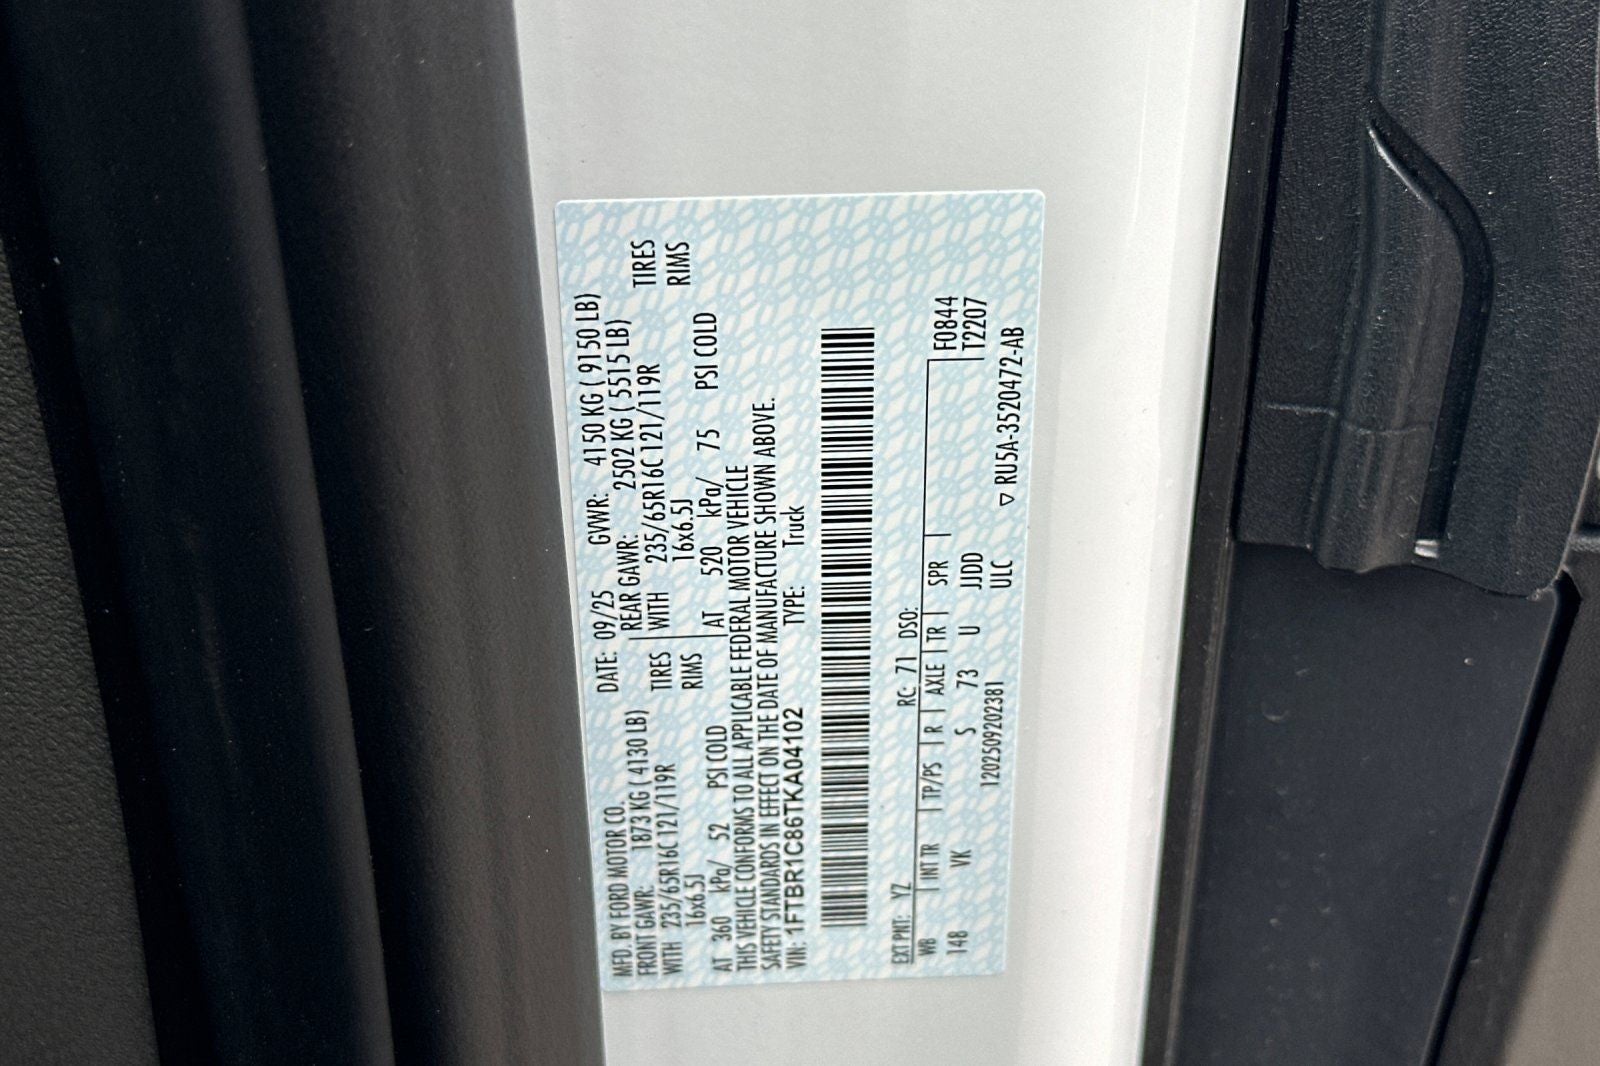 MFD. BY FORD MOTOR CO.
DATE: 09/25 GVWR: 4150 KG ( 9150 LB)
FRONT GAWR: 1873 KG ( 4130 LB)
REAR GAWR: 2502 KG ( 5515 LB)
WITH 235/65R16C 121/119R TIRES
WITH 235/65R16C 121/119R TIRES
16x6.5J RIMS
16x6.5J RIMS
AT 360 kPa/ 52 PSI COLD
AT 520 kPa/ 75 PSI COLD
THIS VEHICLE CONFORMS TO ALL APPLICABLE FEDERAL MOTOR VEHICLE
SAFETY STANDARDS IN EFFECT ON THE DATE OF MANUFACTURE SHOWN ABOVE.
VIN: 1FTBR1C86TKA04102 TYPE: Truck
EXT PNT: YZ RC: 71 DSO:
WB INT TR TP/PS R AXLE TR SPR F0844
148 VK S 73 U JJDD T2207
1202509202381 ULC ▽ RU5A-3520472-AB